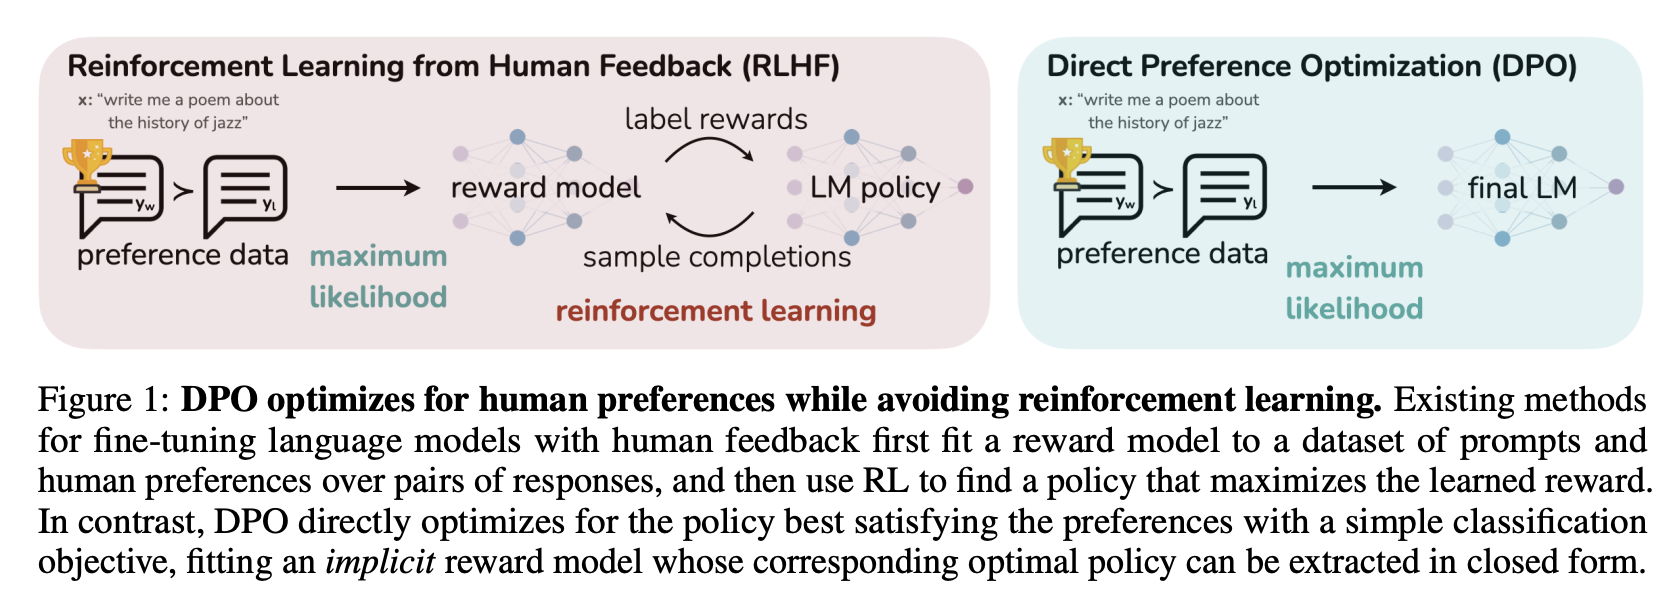 Reinforcement Learning from Human Feedback (RLHF)
x: “write me a poem about
the history of jazz”
label rewards
yw
≻
yl
reward model
LM policy
preference data
maximum
likelihood
sample completions
reinforcement learning
Direct Preference Optimization (DPO)
x: “write me a poem about
the history of jazz”
yw
≻
yl
final LM
preference data
maximum
likelihood
Figure 1: DPO optimizes for human preferences while avoiding reinforcement learning. Existing methods
for fine-tuning language models with human feedback first fit a reward model to a dataset of prompts and
human preferences over pairs of responses, and then use RL to find a policy that maximizes the learned reward.
In contrast, DPO directly optimizes for the policy best satisfying the preferences with a simple classification
objective, fitting an implicit reward model whose corresponding optimal policy can be extracted in closed form.